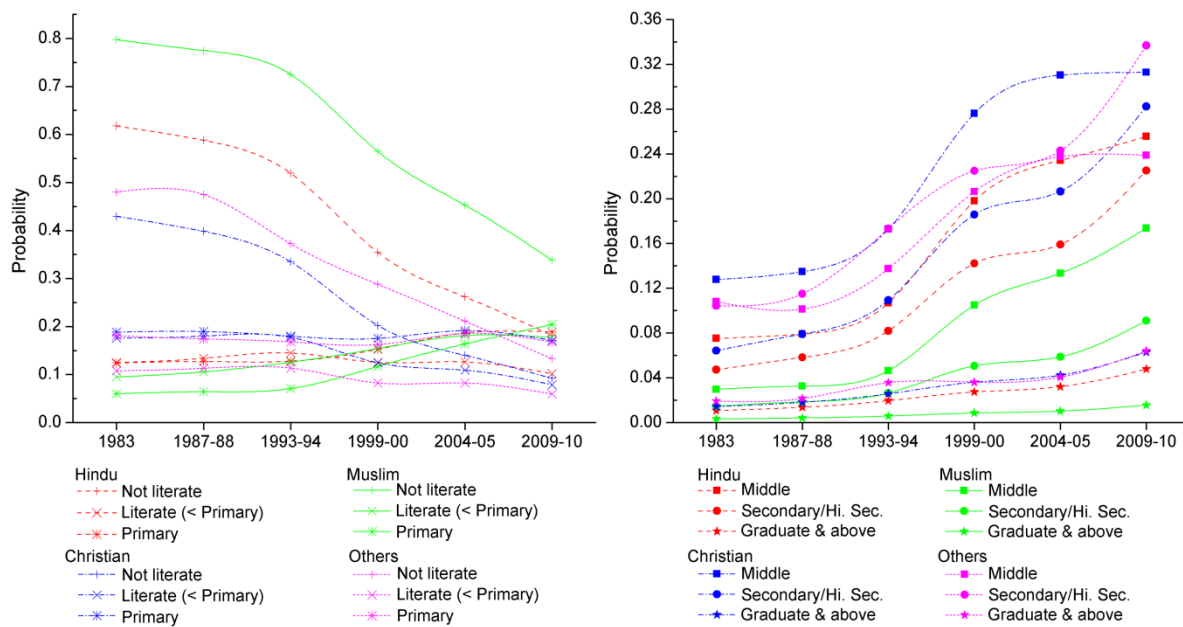 Probability
0.8
0.7
0.6
0.5
0.4
0.3
0.2
0.1
0.0
1983 1987-88 1993-94 1999-00 2004-05 2009-10
Hindu
Not literate
Literate (< Primary)
Primary
Muslim
Not literate
Literate (< Primary)
Primary
Christian
Not literate
Literate (< Primary)
Primary
Others
Not literate
Literate (< Primary)
Primary
Probability
0.36
0.32
0.28
0.24
0.20
0.16
0.12
0.08
0.04
0.00
1983 1987-88 1993-94 1999-00 2004-05 2009-10
Hindu
Middle
Secondary/Hi. Sec.
Graduate & above
Muslim
Middle
Secondary/Hi. Sec.
Graduate & above
Christian
Middle
Secondary/Hi. Sec.
Graduate & above
Others
Middle
Secondary/Hi. Sec.
Graduate & above